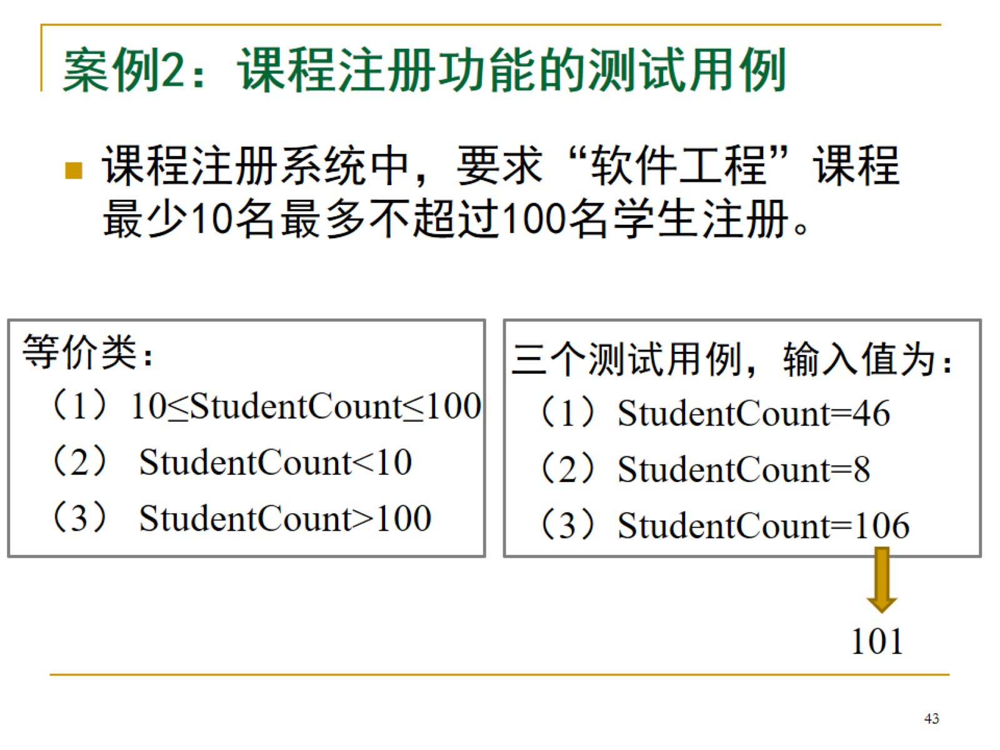 案例2：课程注册功能的测试用例
课程注册系统中，要求“软件工程”课程
最少10名最多不超过100名学生注册。
等价类：
（1）10≤StudentCount≤100
（2） StudentCount<10
（3） StudentCount>100
三个测试用例，输入值为：
（1）StudentCount=46
（2）StudentCount=8
（3）StudentCount=106
101
43